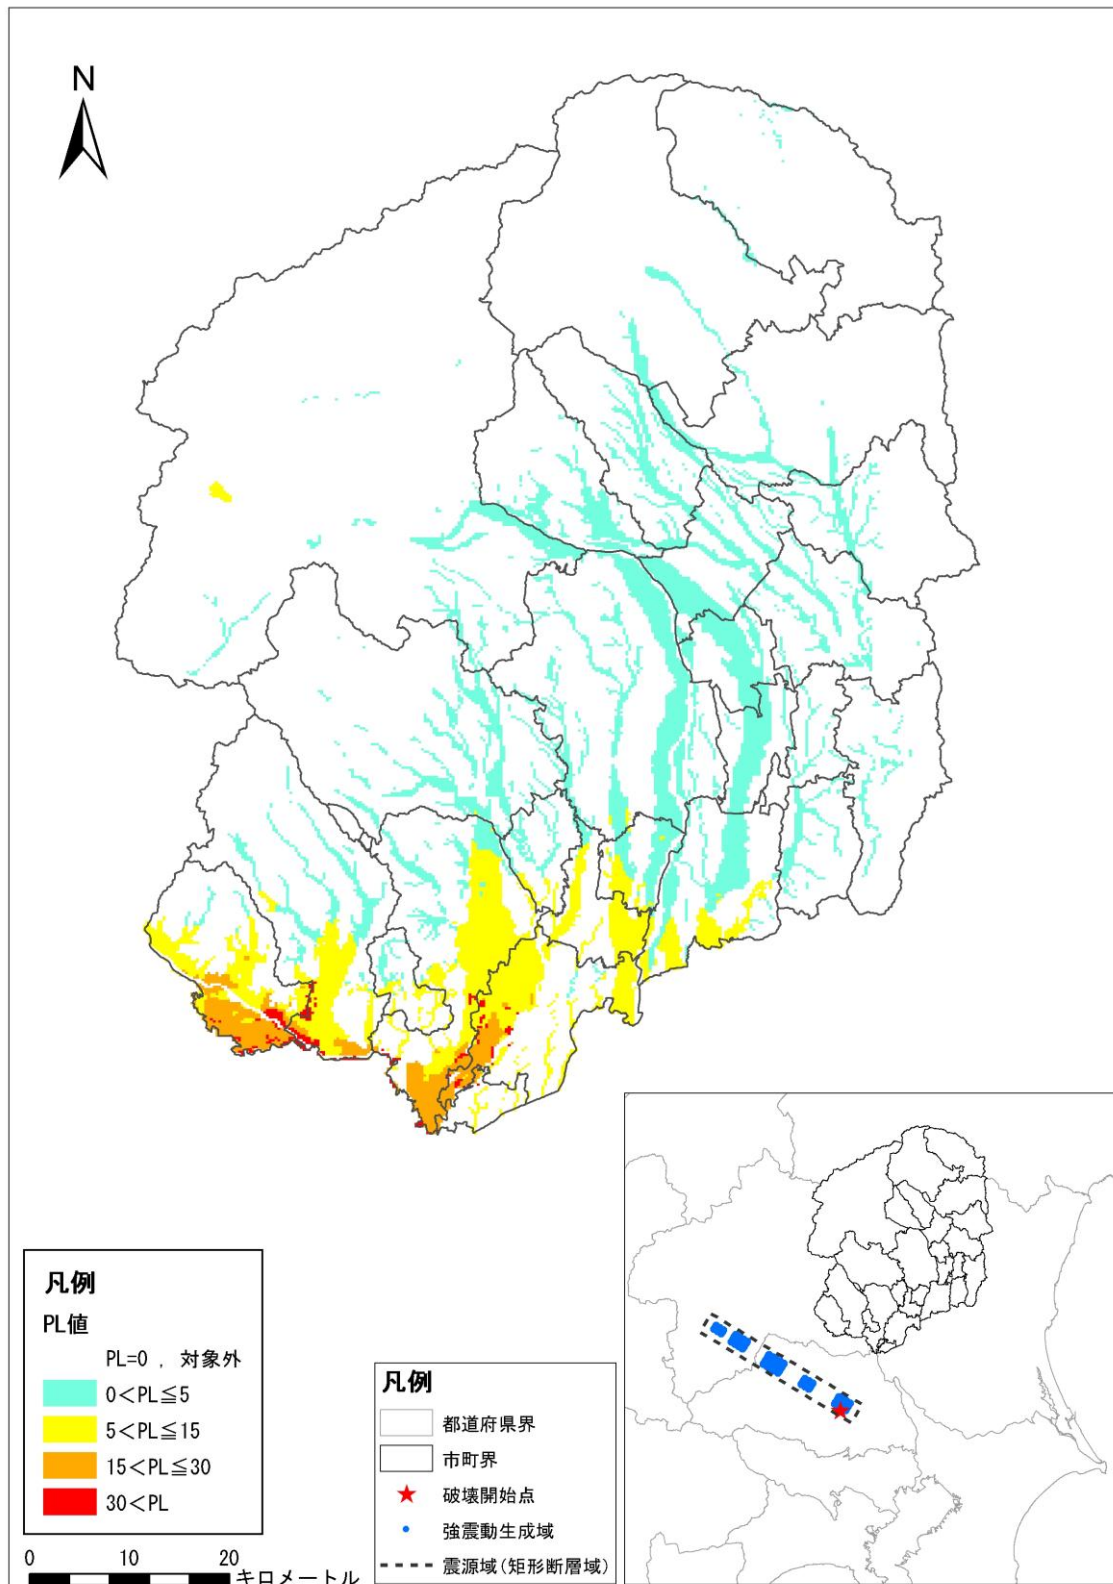 N
凡例
PL値
PL=0 , 対象外
0<PL≦5
5<PL≦15
15<PL≦30
30<PL
0 10 20
キロメートル
凡例
都道府県界
市町界
破壊開始点
強震動生成域
震源域(矩形断層域)